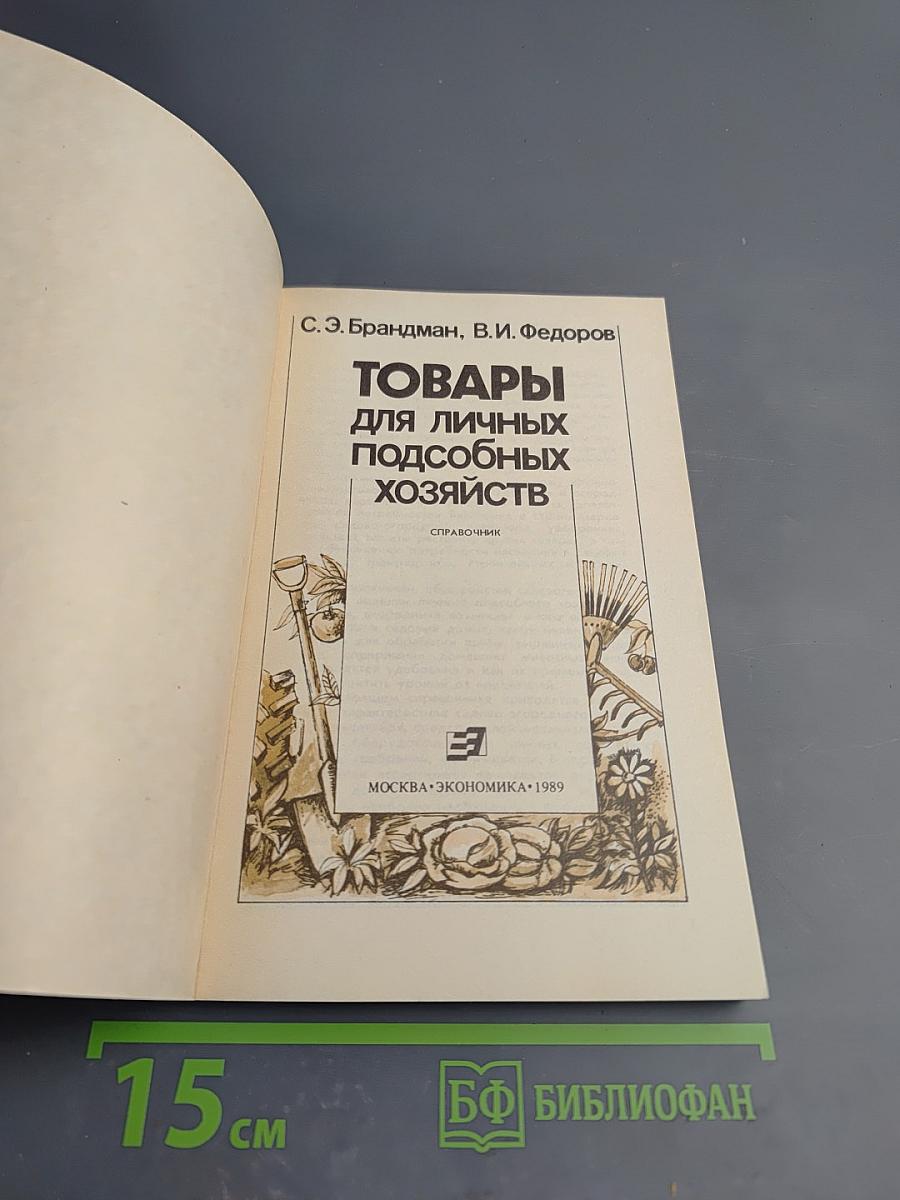 С. Э. Брандман, В. И. Федоров
ТОВАРЫ
ДЛЯ ЛИЧНЫХ
ПОДСОБНЫХ
ХОЗЯЙСТВ
СПРАВОЧНИК
МОСКВА • ЭКОНОМИКА • 1989
15 см
БФ БИБЛИОФАН